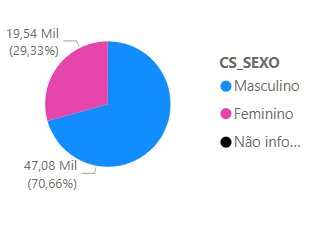 19,54 Mil
(29,33%)
47,08 Mil
(70,66%)
CS_SEXO
Masculino
Feminino
Não info...